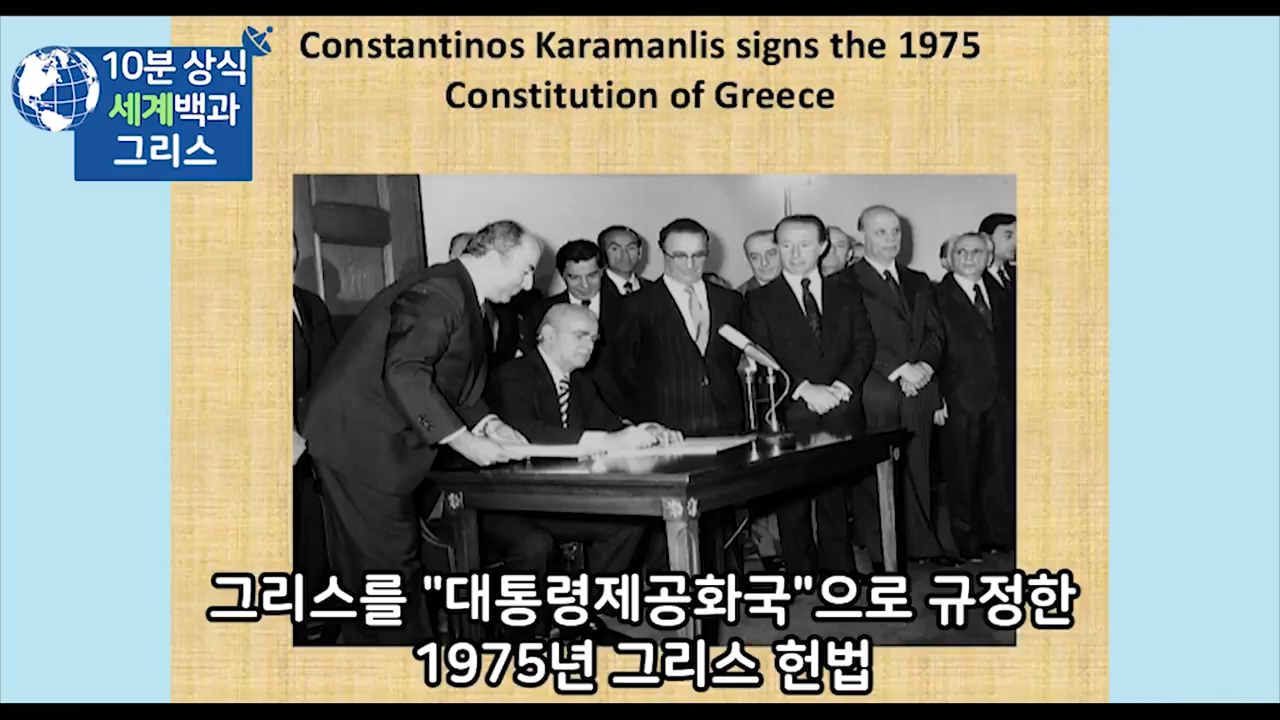 10분 상식
세계백과
그리스
Constantinos Karamanlis signs the 1975
Constitution of Greece
그리스를 "대통령제공화국"으로 규정한
1975년 그리스 헌법